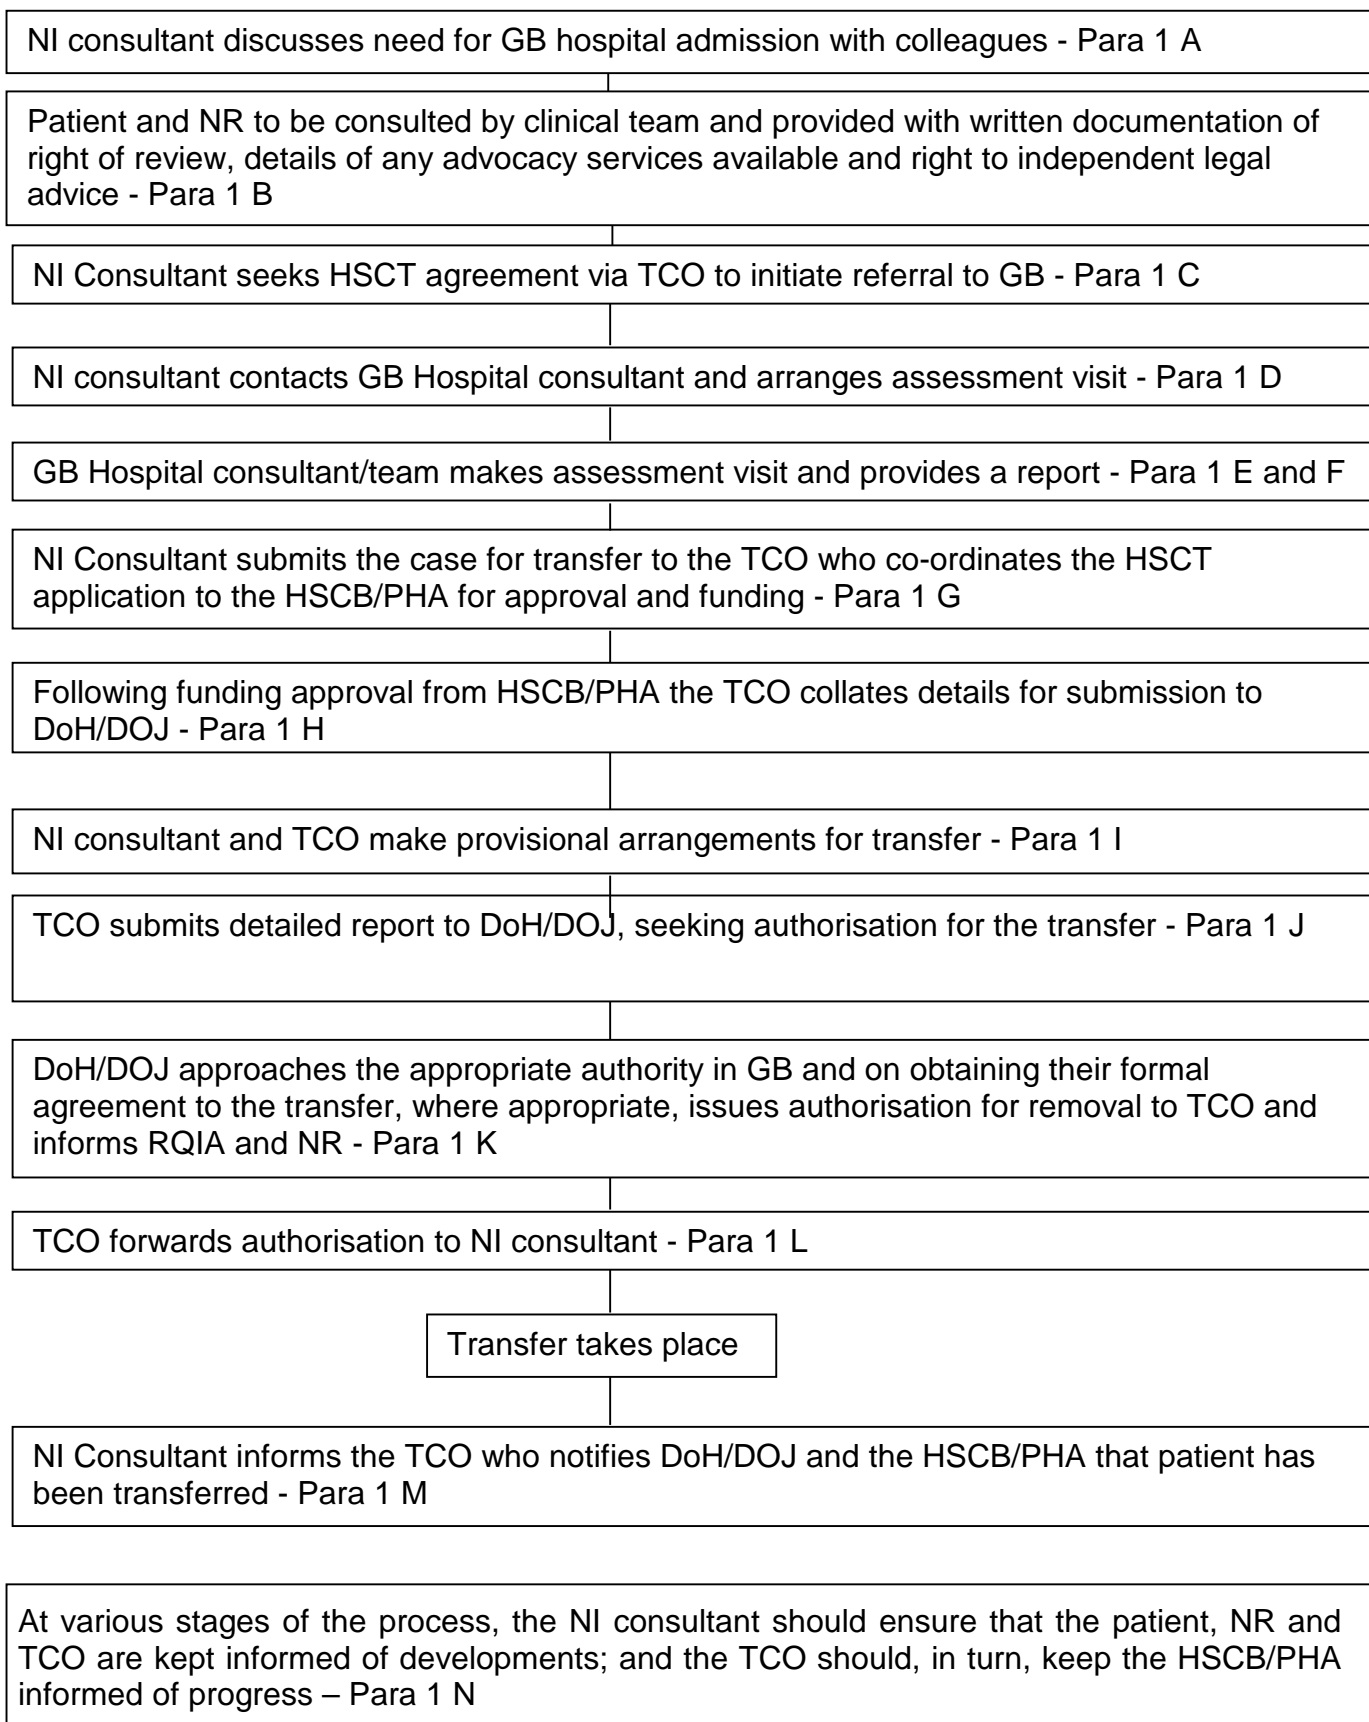 NI consultant discusses need for GB hospital admission with colleagues - Para 1 A
Patient and NR to be consulted by clinical team and provided with written documentation of
right of review, details of any advocacy services available and right to independent legal
advice - Para 1 B
NI Consultant seeks HSCT agreement via TCO to initiate referral to GB - Para 1 C
NI consultant contacts GB Hospital consultant and arranges assessment visit - Para 1 D
GB Hospital consultant/team makes assessment visit and provides a report - Para 1 E and F
NI Consultant submits the case for transfer to the TCO who co-ordinates the HSCT
application to the HSCB/PHA for approval and funding - Para 1 G
Following funding approval from HSCB/PHA the TCO collates details for submission to
DoH/DOJ - Para 1 H
NI consultant and TCO make provisional arrangements for transfer - Para 1 I
TCO submits detailed report to DoH/DOJ, seeking authorisation for the transfer - Para 1 J
DoH/DOJ approaches the appropriate authority in GB and on obtaining their formal
agreement to the transfer, where appropriate, issues authorisation for removal to TCO and
informs RQIA and NR - Para 1 K
TCO forwards authorisation to NI consultant - Para 1 L
Transfer takes place
NI Consultant informs the TCO who notifies DoH/DOJ and the HSCB/PHA that patient has
been transferred - Para 1 M
At various stages of the process, the NI consultant should ensure that the patient, NR and
TCO are kept informed of developments; and the TCO should, in turn, keep the HSCB/PHA
informed of progress – Para 1 N